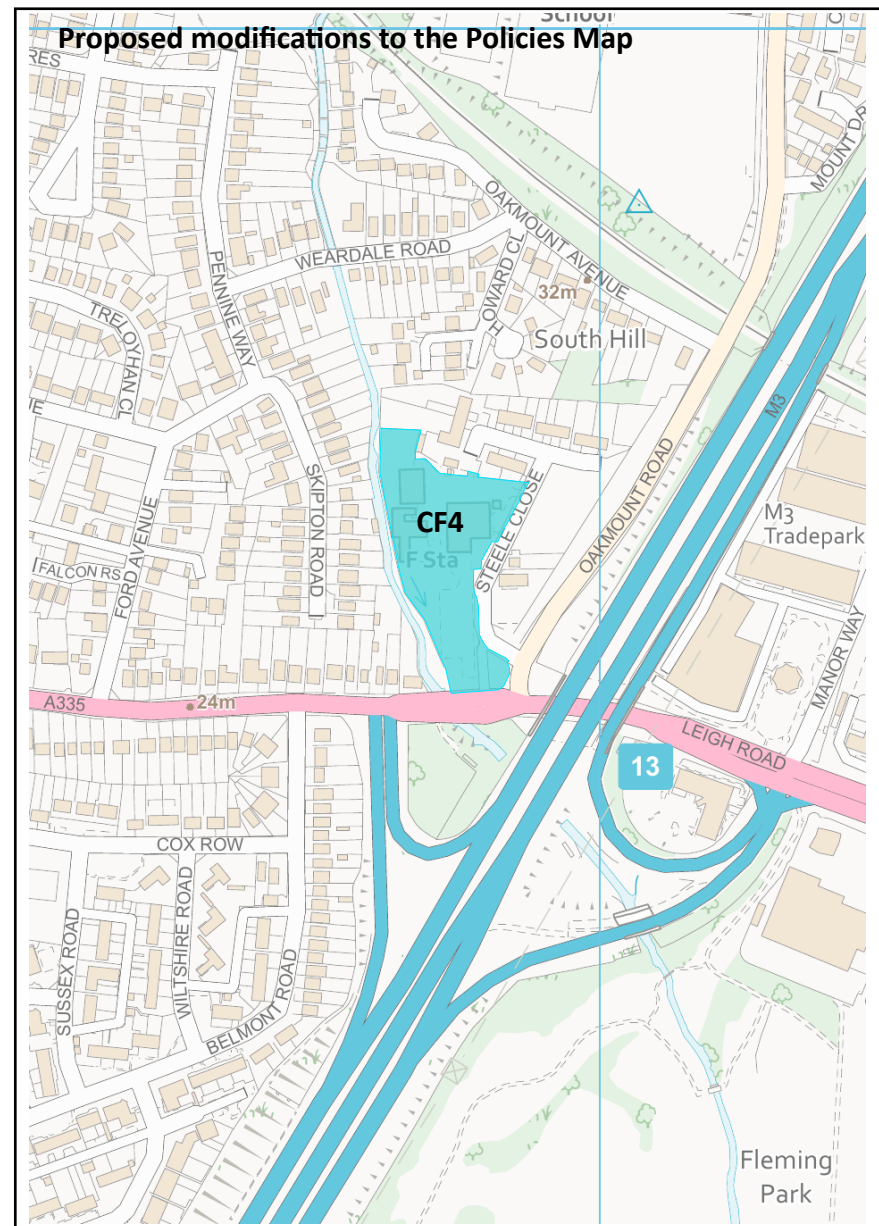 School
Proposed modifications to the Policies Map
RES
MOUNT DR
OAKMOUNT AVENUE
WEARDALE ROAD
HOWARD CL
PENNINE WAY
32m
TRELOYHAN CL
South Hill
M3
SKIPTON ROAD
OAKMOUNT ROAD
M3
Tradepark
CF4
STEELE CLOSE
F Sta
FORD AVENUE
FALCON RS
MANOR WAY
A335
24m
LEIGH ROAD
13
COX ROW
SUSSEX ROAD
WILTSHIRE ROAD
BELMONT ROAD
Fleming
Park